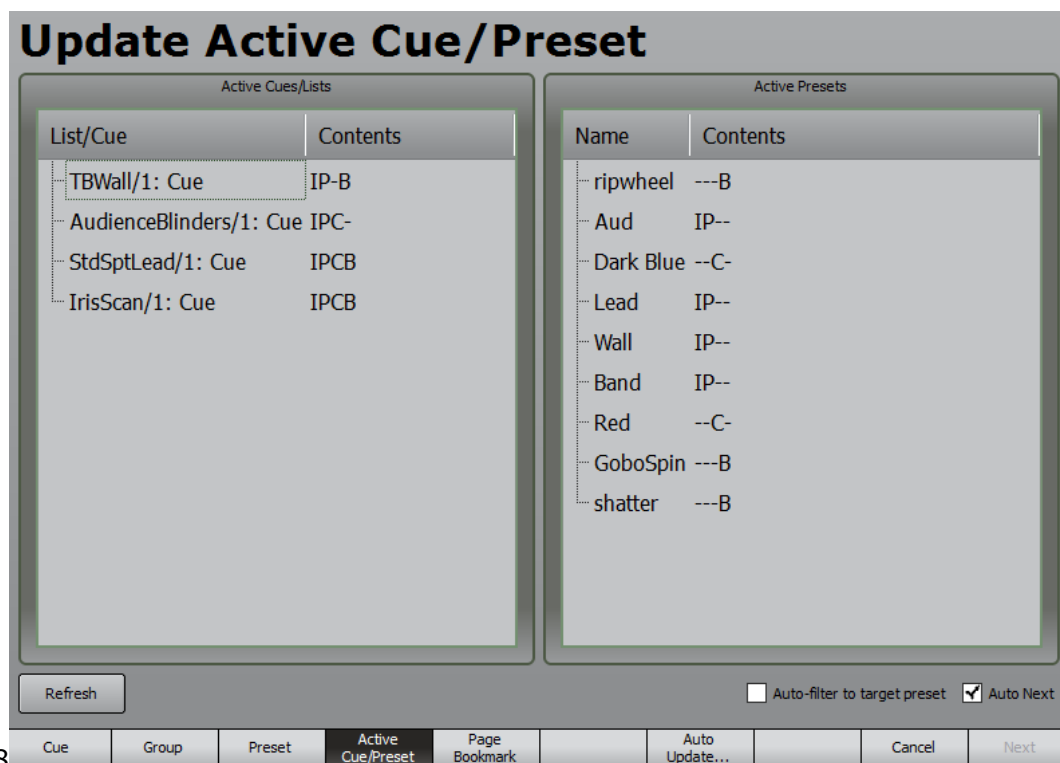 Update Active Cue/Preset
Active Cues/Lists
List/Cue Contents
TBWall/1: Cue IP-B
AudienceBlinders/1: Cue IPC-
StdSptLead/1: Cue IPCB
IrisScan/1: Cue IPCB
Active Presets
Name Contents
ripwheel ---B
Aud IP--
Dark Blue --C-
Lead IP--
Wall IP--
Band IP--
Red --C-
GoboSpin ---B
shatter ---B
Refresh
Auto-filter to target preset
Auto Next
8
Cue
Group
Preset
Active
Cue/Preset
Page
Bookmark
Auto
Update...
Cancel
Next